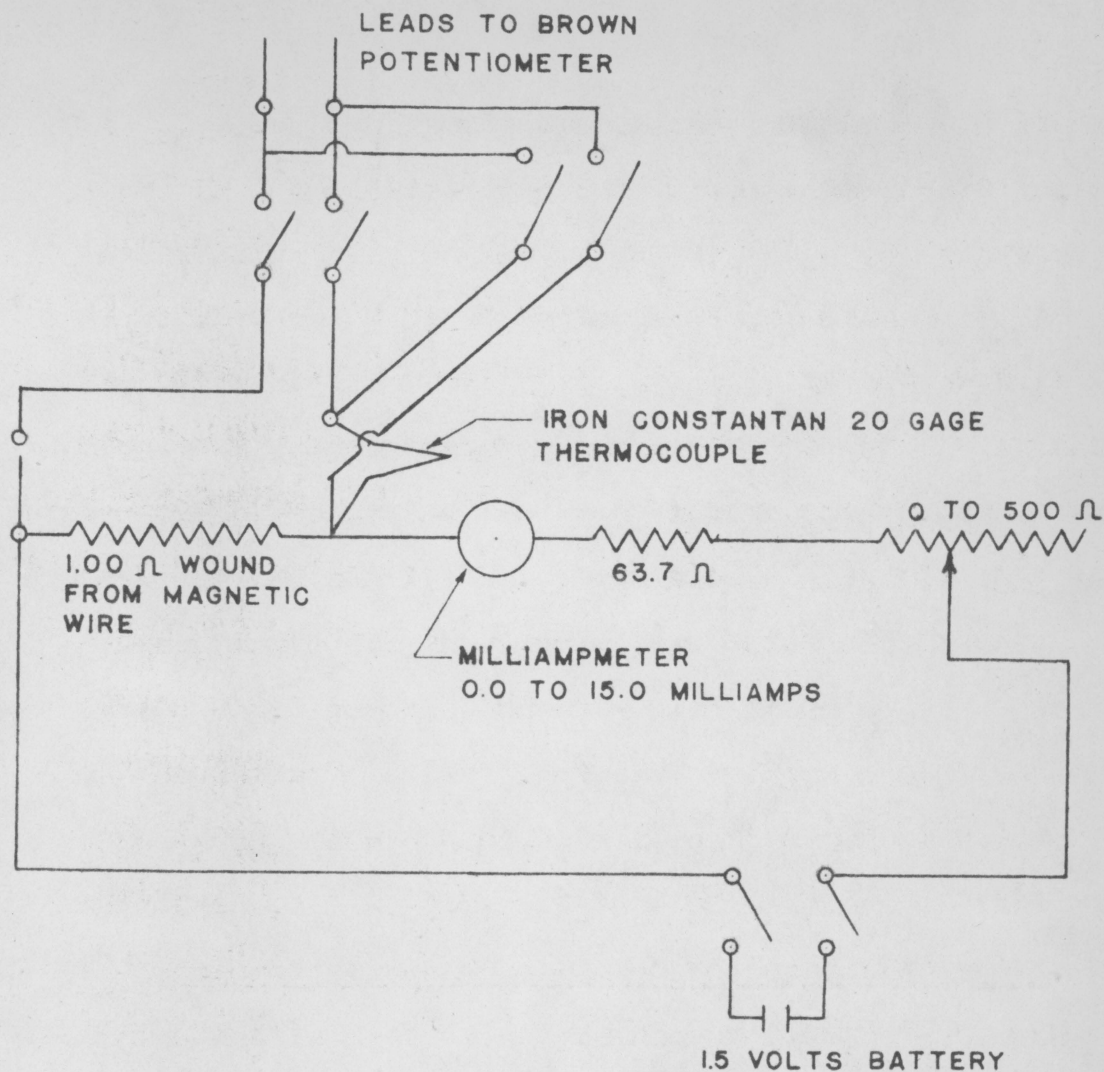 LEADS TO BROWN
POTENTIOMETER
IRON CONSTANTAN 20 GAGE
THERMOCOUPLE
0 TO 500 Ω
1.00 Ω WOUND
FROM MAGNETIC
WIRE
63.7 Ω
MILLIAMPMETER
0.0 TO 15.0 MILLIAMPS
1.5 VOLTS BATTERY